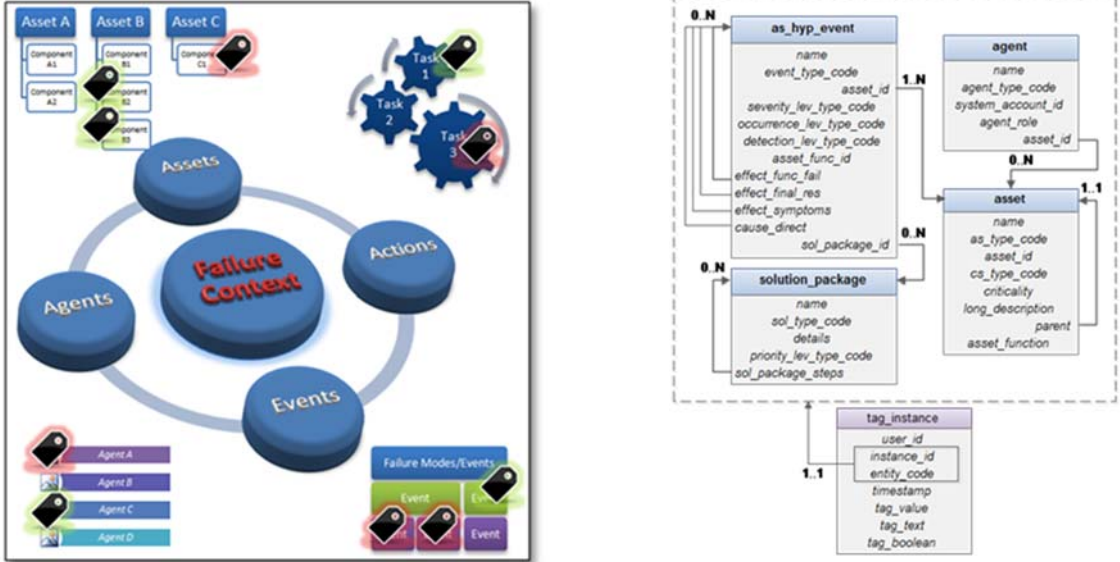 Asset A
Asset B
Asset C
Component
A1
Component
B1
Component
C1
Component
A2
Component
B2
Component
B3
Task
1
Task
2
Task
3
Assets
Actions
Failure
Context
Agents
Events
Agent A
Agent B
Agent C
Agent D
Failure Modes/Events
Event
Event
0..N
as_hyp_event
name
event_type_code
asset_id
severity_lev_type_code
occurrence_lev_type_code
detection_lev_type_code
asset_func_id
effect_func_fail
effect_final_res
effect_symptoms
cause_direct
sol_package_id
1..N
agent
name
agent_type_code
system_account_id
agent_role
asset_id
0..N
1..1
asset
name
as_type_code
asset_id
cs_type_code
criticality
long_description
parent
asset_function
0..N
0..N
solution_package
name
sol_type_code
details
priority_lev_type_code
sol_package_steps
tag_instance
user_id
instance_id
entity_code
timestamp
tag_value
tag_text
tag_boolean
1..1